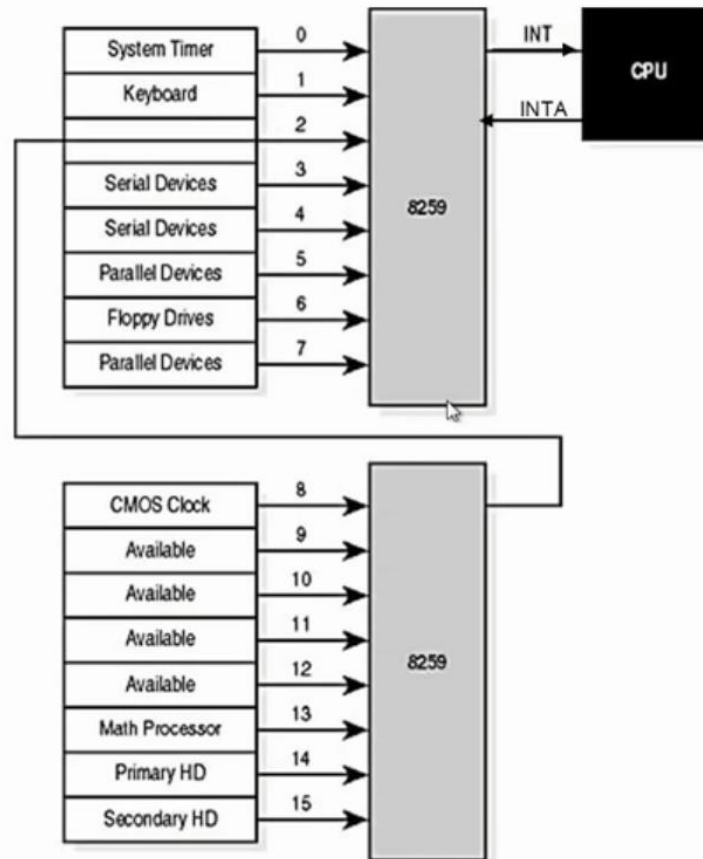 System Timer 0 INT
CPU
Keyboard 1
INTA
2
Serial Devices 3
8259
Serial Devices 4
Parallel Devices 5
Floppy Drives 6
Parallel Devices 7
CMOS Clock 8
Available 9
Available 10
Available 11
8259
Available 12
Math Processor 13
Primary HD 14
Secondary HD 15